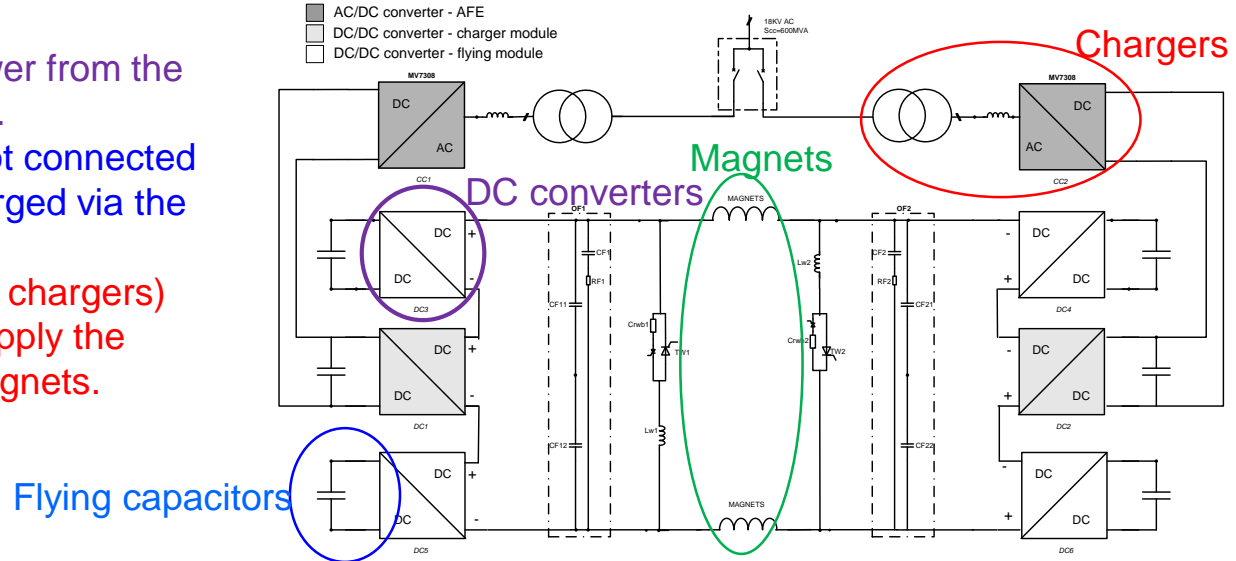 AC/DC converter - AFE
DC/DC converter - charger module
DC/DC converter - flying module
18KV AC
Scc=600MVA
Chargers
wer from the
.
ot connected
rged via the
chargers)
pply the
gnets.
MV7308
DC
AC
CC1
MV7308
DC
AC
CC2
Magnets
DC converters
MAGNETS
OF1
OF2
DC
+
DC
-
DC3
CF1
RF1
CF11
Lw2
CF2
RF2
CF21
-
DC
+
DC
DC4
Crwb1
TW1
Crwb2
TW2
DC
+
DC
-
DC1
-
DC
+
DC
DC2
Lw1
CF12
CF22
Flying capacitors
DC
+
DC
-
DC5
MAGNETS
-
DC
+
DC
DC6